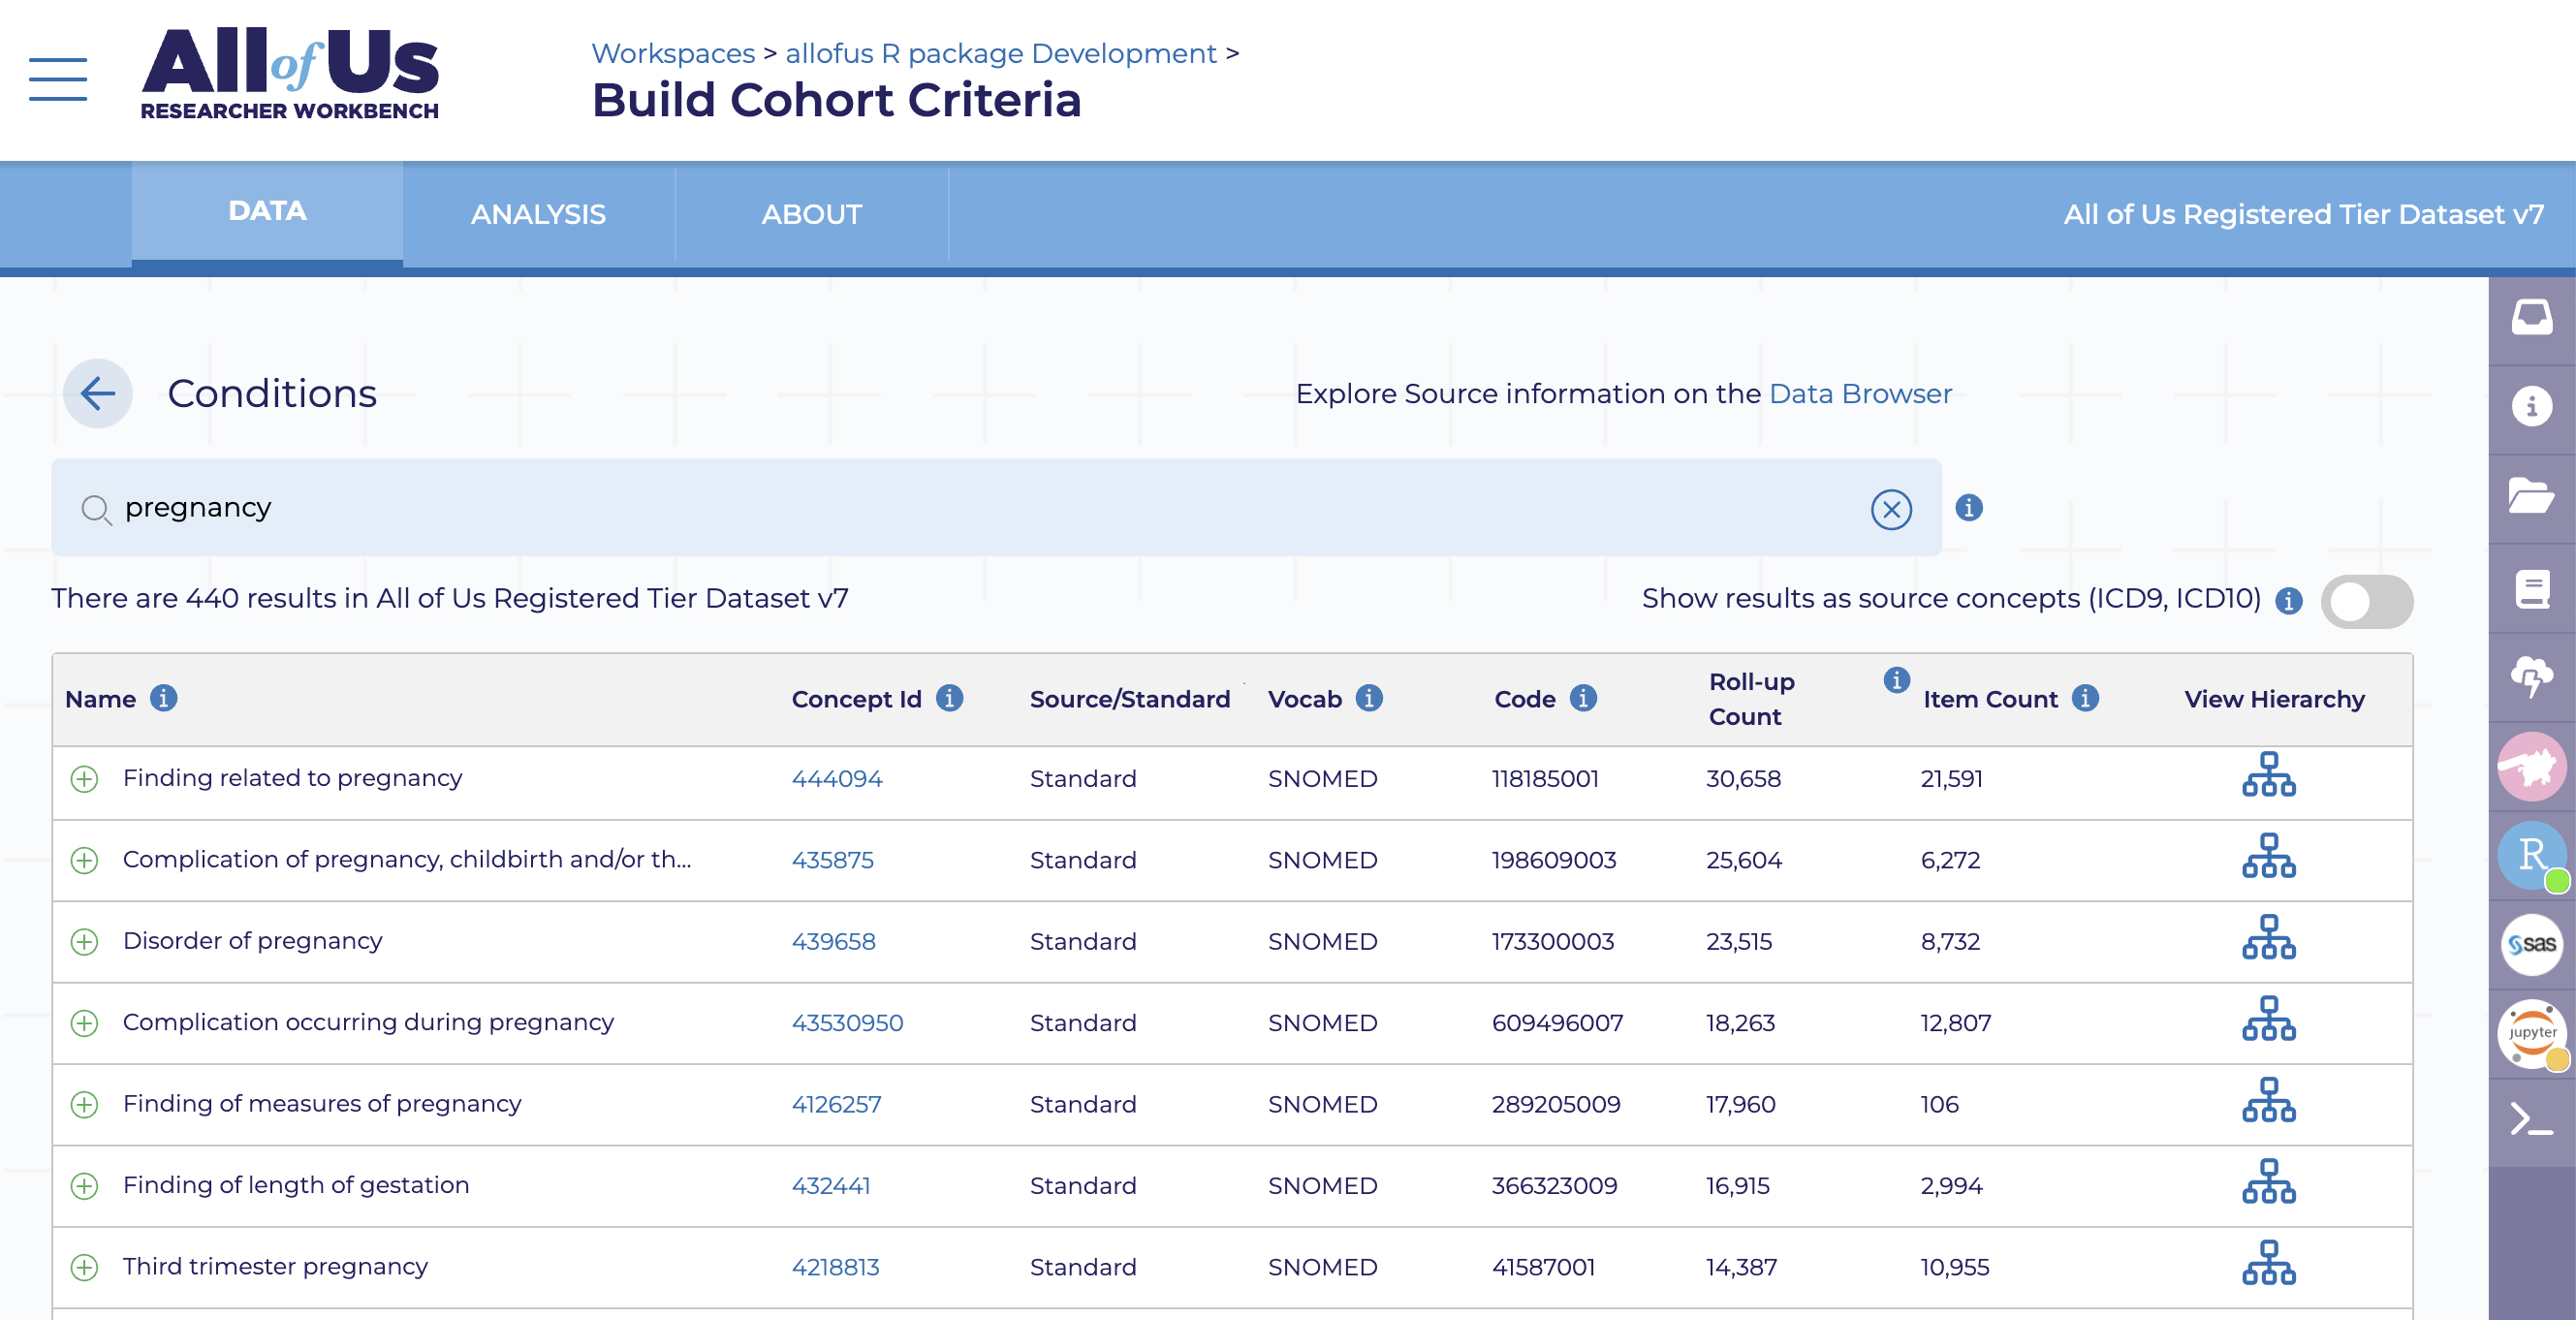 All of Us
RESEARCHER WORKBENCH
Workspaces > allofus R package Development >
Build Cohort Criteria
DATA ANALYSIS ABOUT All of Us Registered Tier Dataset v7
Conditions Explore Source information on the Data Browser
pregnancy
There are 440 results in All of Us Registered Tier Dataset v7 Show results as source concepts (ICD9, ICD10)
Name Concept Id Source/Standard Vocab Code Roll-up Count Item Count View Hierarchy
Finding related to pregnancy 444094 Standard SNOMED 118185001 30,658 21,591
Complication of pregnancy, childbirth and/or th... 435875 Standard SNOMED 198609003 25,604 6,272
Disorder of pregnancy 439658 Standard SNOMED 173300003 23,515 8,732
Complication occurring during pregnancy 43530950 Standard SNOMED 609496007 18,263 12,807
Finding of measures of pregnancy 4126257 Standard SNOMED 289205009 17,960 106
Finding of length of gestation 432441 Standard SNOMED 366323009 16,915 2,994
Third trimester pregnancy 4218813 Standard SNOMED 41587001 14,387 10,955
R
sas
jupyter